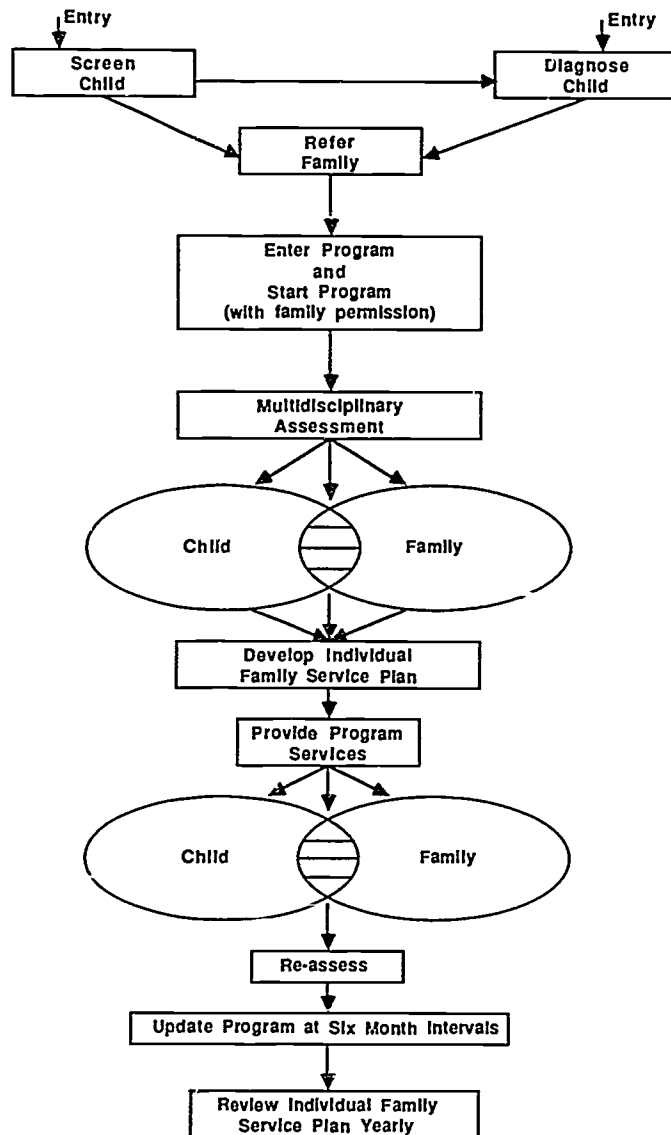 Entry
Entry
Screen
Child
Diagnose
Child
Refer
Family
Enter Program
and
Start Program
(with family permission)
Multidisciplinary
Assessment
Child
Family
Develop Individual
Family Service Plan
Provide Program
Services
Child
Family
Re-assess
Update Program at Six Month Intervals
Review Individual Family
Service Plan Yearly